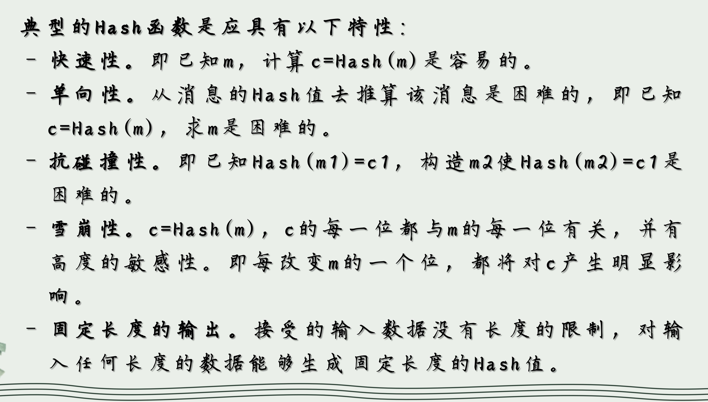 典型的Hash函数是应具有以下特性：
– 快速性。即已知m，计算c=Hash(m)是容易的。
– 单向性。从消息的Hash值去推算该消息是困难的，即已知
c=Hash(m)，求m是困难的。
– 抗碰撞性。即已知Hash(m1)=c1，构造m2使Hash(m2)=c1是
困难的。
– 雪崩性。c=Hash(m)，c的每一位都与m的每一位有关，并有
高度的敏感性。即每改变m的一个位，都将对c产生明显影
响。
– 固定长度的输出。接受的输入数据没有长度的限制，对输
入任何长度的数据能够生成固定长度的Hash值。